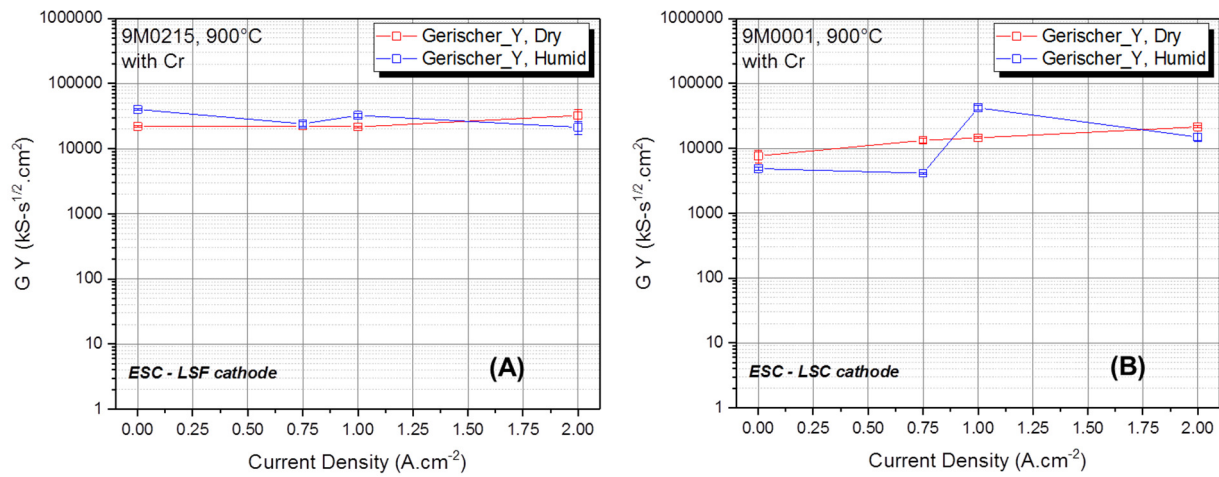 9M0215, 900°C
with Cr
Gerischer_Y, Dry
Gerischer_Y, Humid
1000000
100000
10000
1000
100
10
1
G Y (kS-s1/2.cm2)
ESC - LSF cathode
(A)
0.00 0.25 0.50 0.75 1.00 1.25 1.50 1.75 2.00
Current Density (A.cm-2)
9M0001, 900°C
with Cr
Gerischer_Y, Dry
Gerischer_Y, Humid
1000000
100000
10000
1000
100
10
1
G Y (kS-s1/2.cm2)
ESC - LSC cathode
(B)
0.00 0.25 0.50 0.75 1.00 1.25 1.50 1.75 2.00
Current Density (A.cm-2)